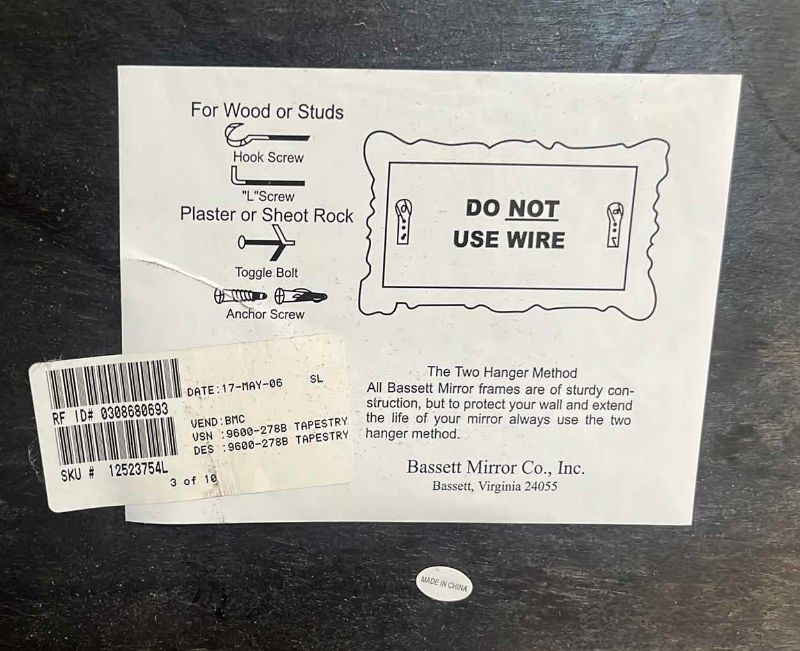 For Wood or Studs
Hook Screw
"L"Screw
Plaster or Sheot Rock
Toggle Bolt
Anchor Screw
DO NOT
USE WIRE
The Two Hanger Method
All Bassett Mirror frames are of sturdy con-
struction, but to protect your wall and extend
the life of your mirror always use the two
hanger method.
Bassett Mirror Co., Inc.
Bassett, Virginia 24055
DATE:17-MAY-06 SL
RF ID# 0308680693
VEND:BMC
VSN :9600-278B TAPESTRY
DES :9600-278B TAPESTRY
SKU # 12523754L
3 of 10
MADE IN CHINA